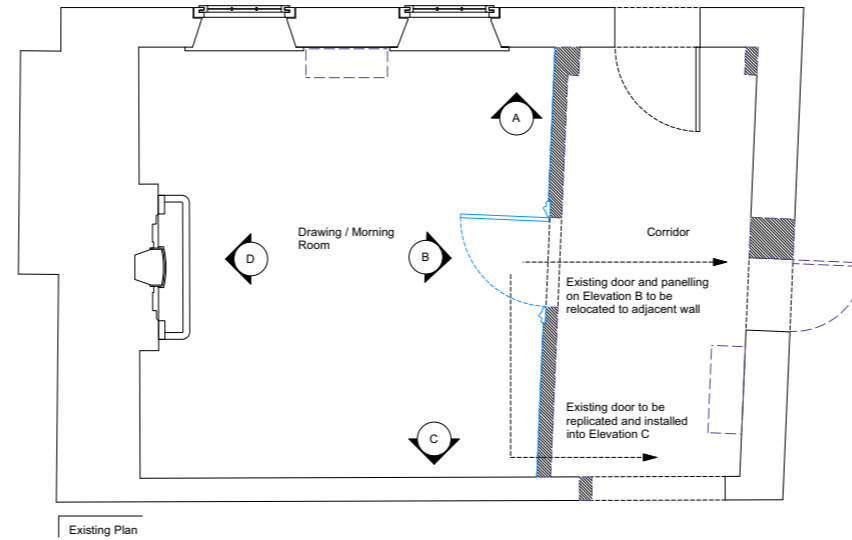 A
Drawing / Morning
Room
B
D
Corridor
Existing door and panelling
on Elevation B to be
relocated to adjacent wall
Existing door to be
replicated and installed
into Elevation C
C
Existing Plan